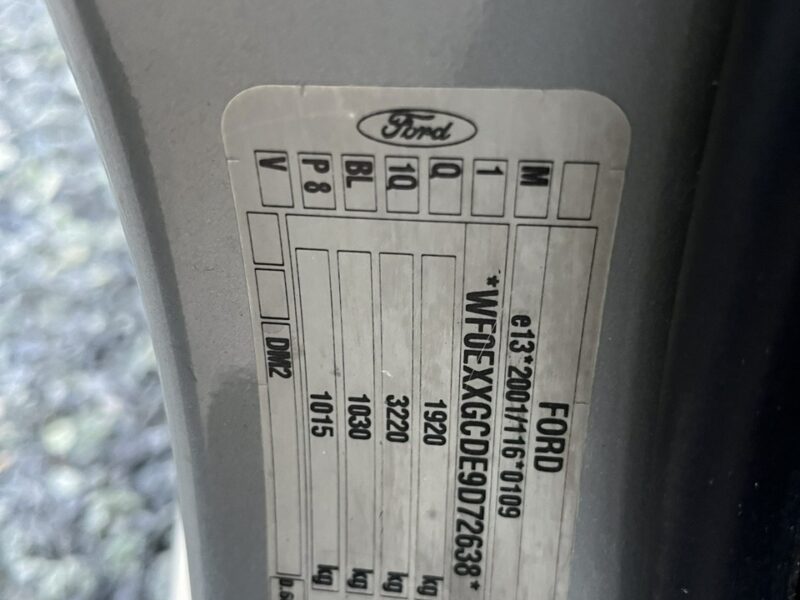 Ford
FORD
e13*2001/116*0109
*WF0EXXGCDE9D72638*
1920 kg
3220 kg
1030 kg
1015 kg
DM2
M
1
Q
1Q
BL
P 8
V